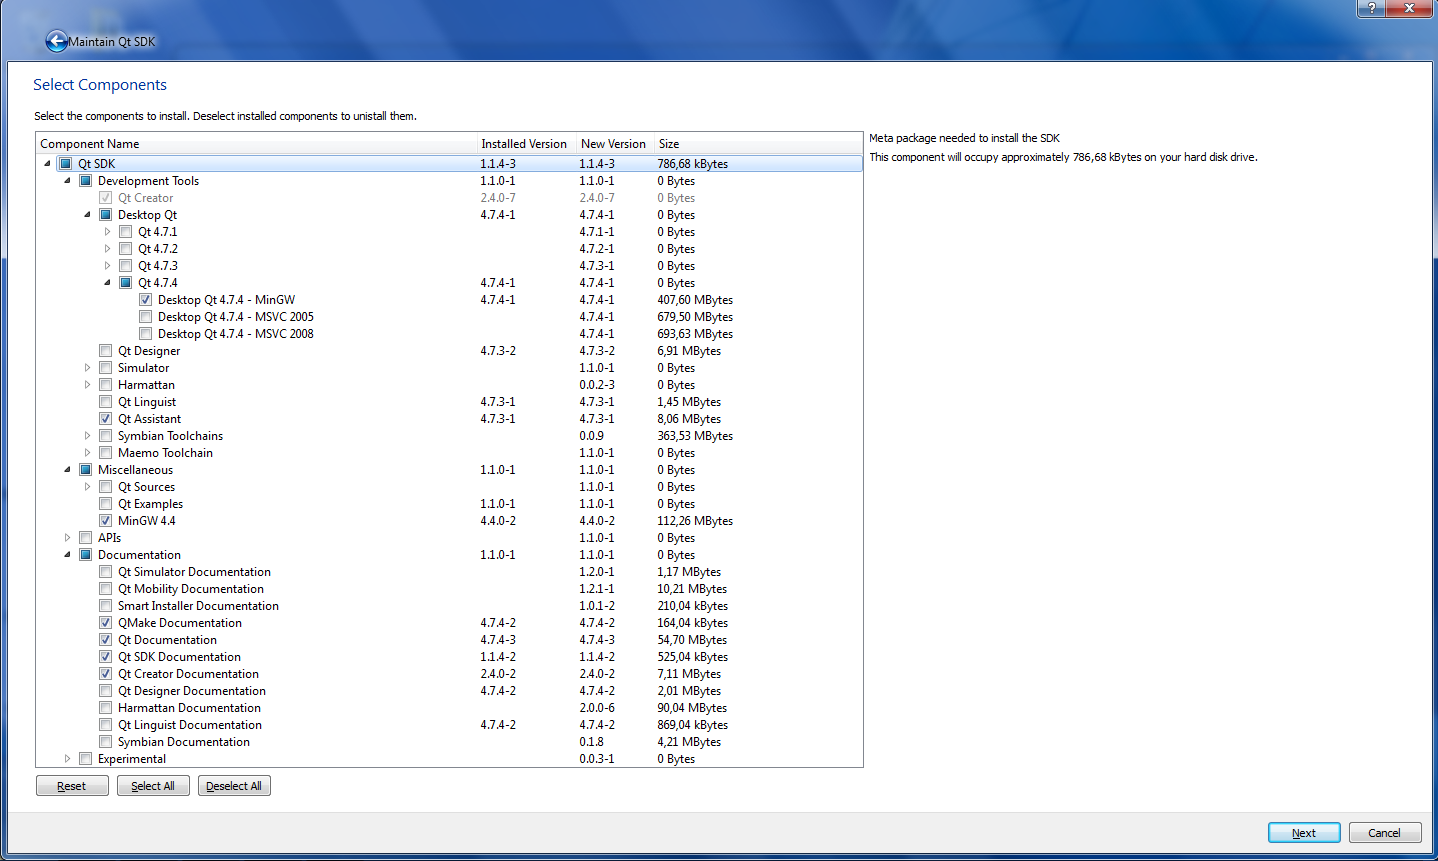 ?
Maintain Qt SDK
Select Components
Select the components to install. Deselect installed components to unistall them.
Component Name Installed Version New Version Size
Qt SDK 1.1.4-3 1.1.4-3 786,68 kBytes
Development Tools 1.1.0-1 1.1.0-1 0 Bytes
Qt Creator 2.4.0-7 2.4.0-7 0 Bytes
Desktop Qt 4.7.4-1 4.7.4-1 0 Bytes
Qt 4.7.1 4.7.1-1 0 Bytes
Qt 4.7.2 4.7.2-1 0 Bytes
Qt 4.7.3 4.7.3-1 0 Bytes
Qt 4.7.4 4.7.4-1 4.7.4-1 0 Bytes
Desktop Qt 4.7.4 - MinGW 4.7.4-1 4.7.4-1 407,60 MBytes
Desktop Qt 4.7.4 - MSVC 2005 4.7.4-1 679,50 MBytes
Desktop Qt 4.7.4 - MSVC 2008 4.7.4-1 693,63 MBytes
Qt Designer 4.7.3-2 4.7.3-2 6,91 MBytes
Simulator 1.1.0-1 0 Bytes
Harmattan 0.0.2-3 0 Bytes
Qt Linguist 4.7.3-1 4.7.3-1 1,45 MBytes
Qt Assistant 4.7.3-1 4.7.3-1 8,06 MBytes
Symbian Toolchains 0.0.9 363,53 MBytes
Maemo Toolchain 1.1.0-1 0 Bytes
Miscellaneous 1.1.0-1 1.1.0-1 0 Bytes
Qt Sources 1.1.0-1 0 Bytes
Qt Examples 1.1.0-1 1.1.0-1 0 Bytes
MinGW 4.4 4.4.0-2 4.4.0-2 112,26 MBytes
APIs 1.1.0-1 0 Bytes
Documentation 1.1.0-1 1.1.0-1 0 Bytes
Qt Simulator Documentation 1.2.0-1 1,17 MBytes
Qt Mobility Documentation 1.2.1-1 10,21 MBytes
Smart Installer Documentation 1.0.1-2 210,04 kBytes
QMake Documentation 4.7.4-2 4.7.4-2 164,04 kBytes
Qt Documentation 4.7.4-3 4.7.4-3 54,70 MBytes
Qt SDK Documentation 1.1.4-2 1.1.4-2 525,04 kBytes
Qt Creator Documentation 2.4.0-2 2.4.0-2 7,11 MBytes
Qt Designer Documentation 4.7.4-2 4.7.4-2 2,01 MBytes
Harmattan Documentation 2.0.0-6 90,04 MBytes
Qt Linguist Documentation 4.7.4-2 4.7.4-2 869,04 kBytes
Symbian Documentation 0.1.8 4,21 MBytes
Experimental 0.0.3-1 0 Bytes
Meta package needed to install the SDK
This component will occupy approximately 786,68 kBytes on your hard disk drive.
Reset Select All Deselect All
Next Cancel